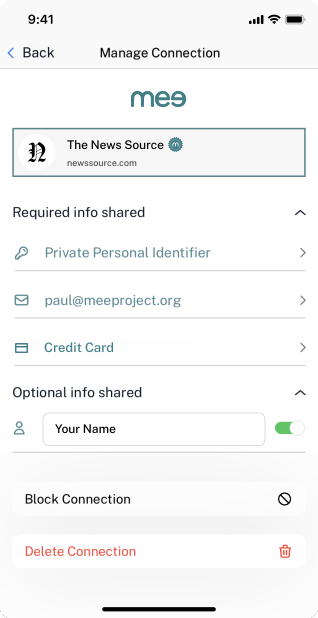 9:41
Back
Manage Connection
mee
The News Source
newssource.com
Required info shared
Private Personal Identifier
paul@meeproject.org
Credit Card
Optional info shared
Your Name
Block Connection
Delete Connection